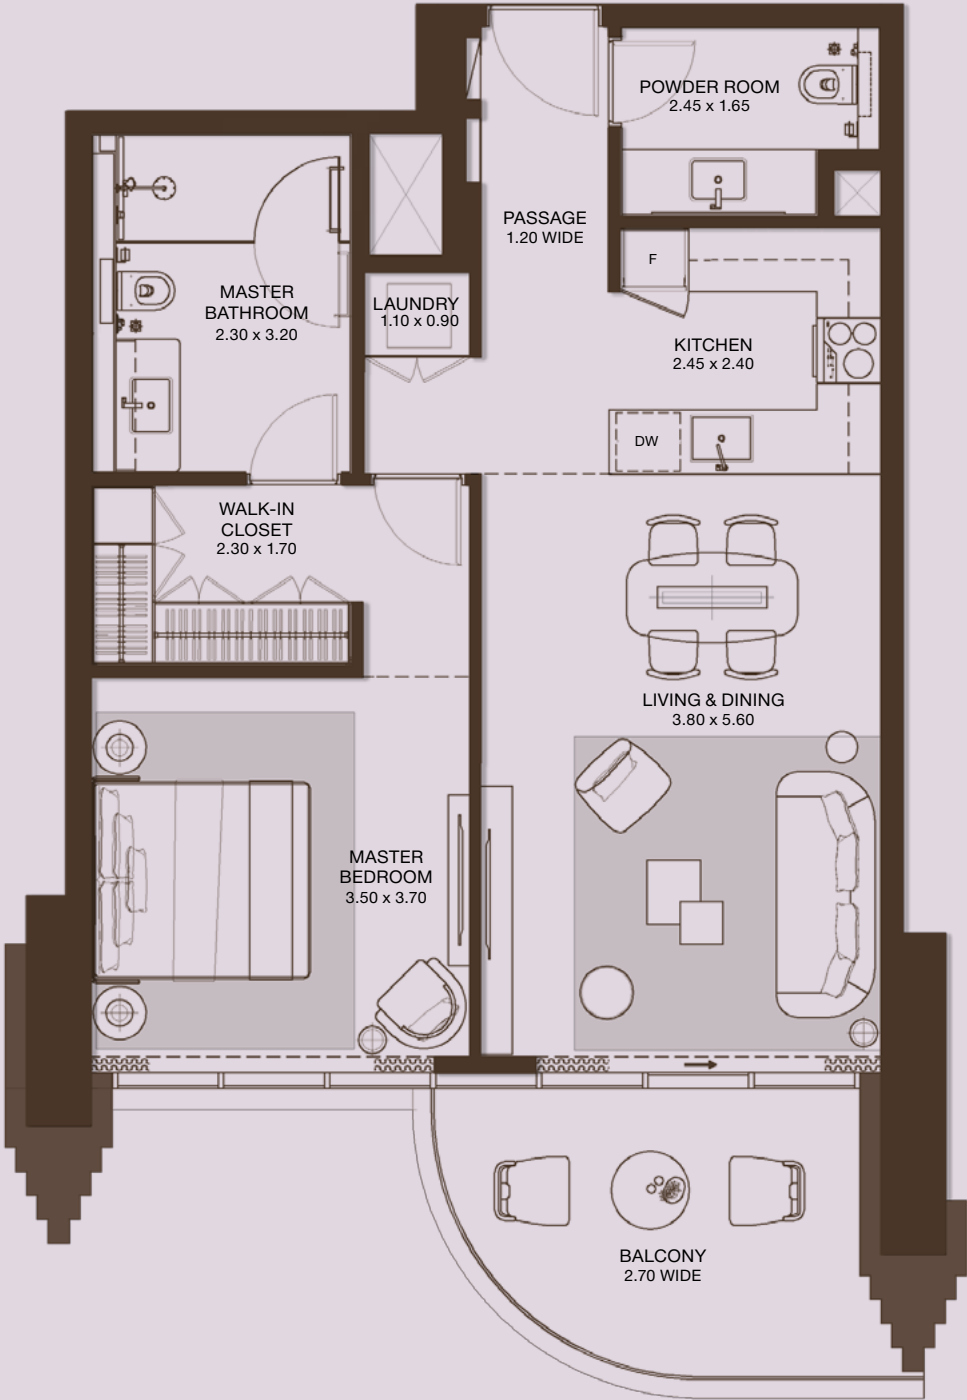 POWDER ROOM
2.45 x 1.65
PASSAGE
1.20 WIDE
F
MASTER
BATHROOM
2.30 x 3.20
LAUNDRY
1.10 x 0.90
KITCHEN
2.45 x 2.40
DW
WALK-IN
CLOSET
2.30 x 1.70
LIVING & DINING
3.80 x 5.60
MASTER
BEDROOM
3.50 x 3.70
BALCONY
2.70 WIDE